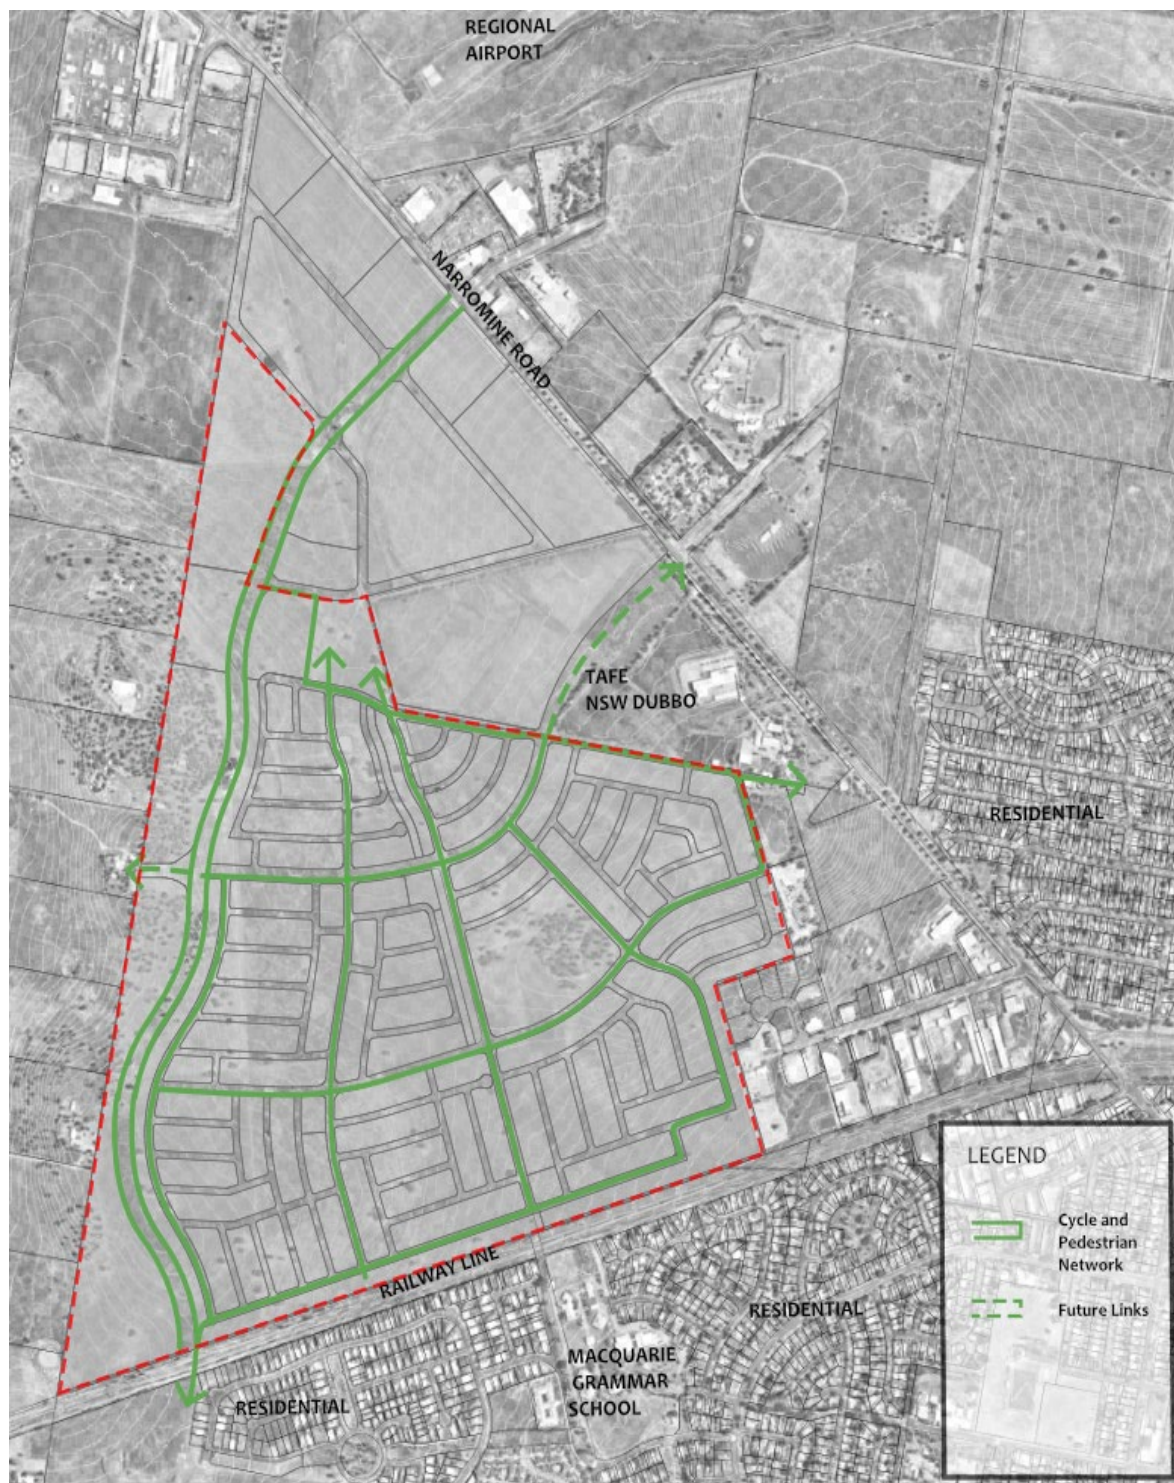 REGIONAL
AIRPORT
NARROMINE ROAD
TAFE
NSW DUBBO
RESIDENTIAL
LEGEND
Cycle and
Pedestrian
Network
Future Links
RAILWAY LINE
RESIDENTIAL
MACQUARIE
GRAMMAR
SCHOOL
RESIDENTIAL